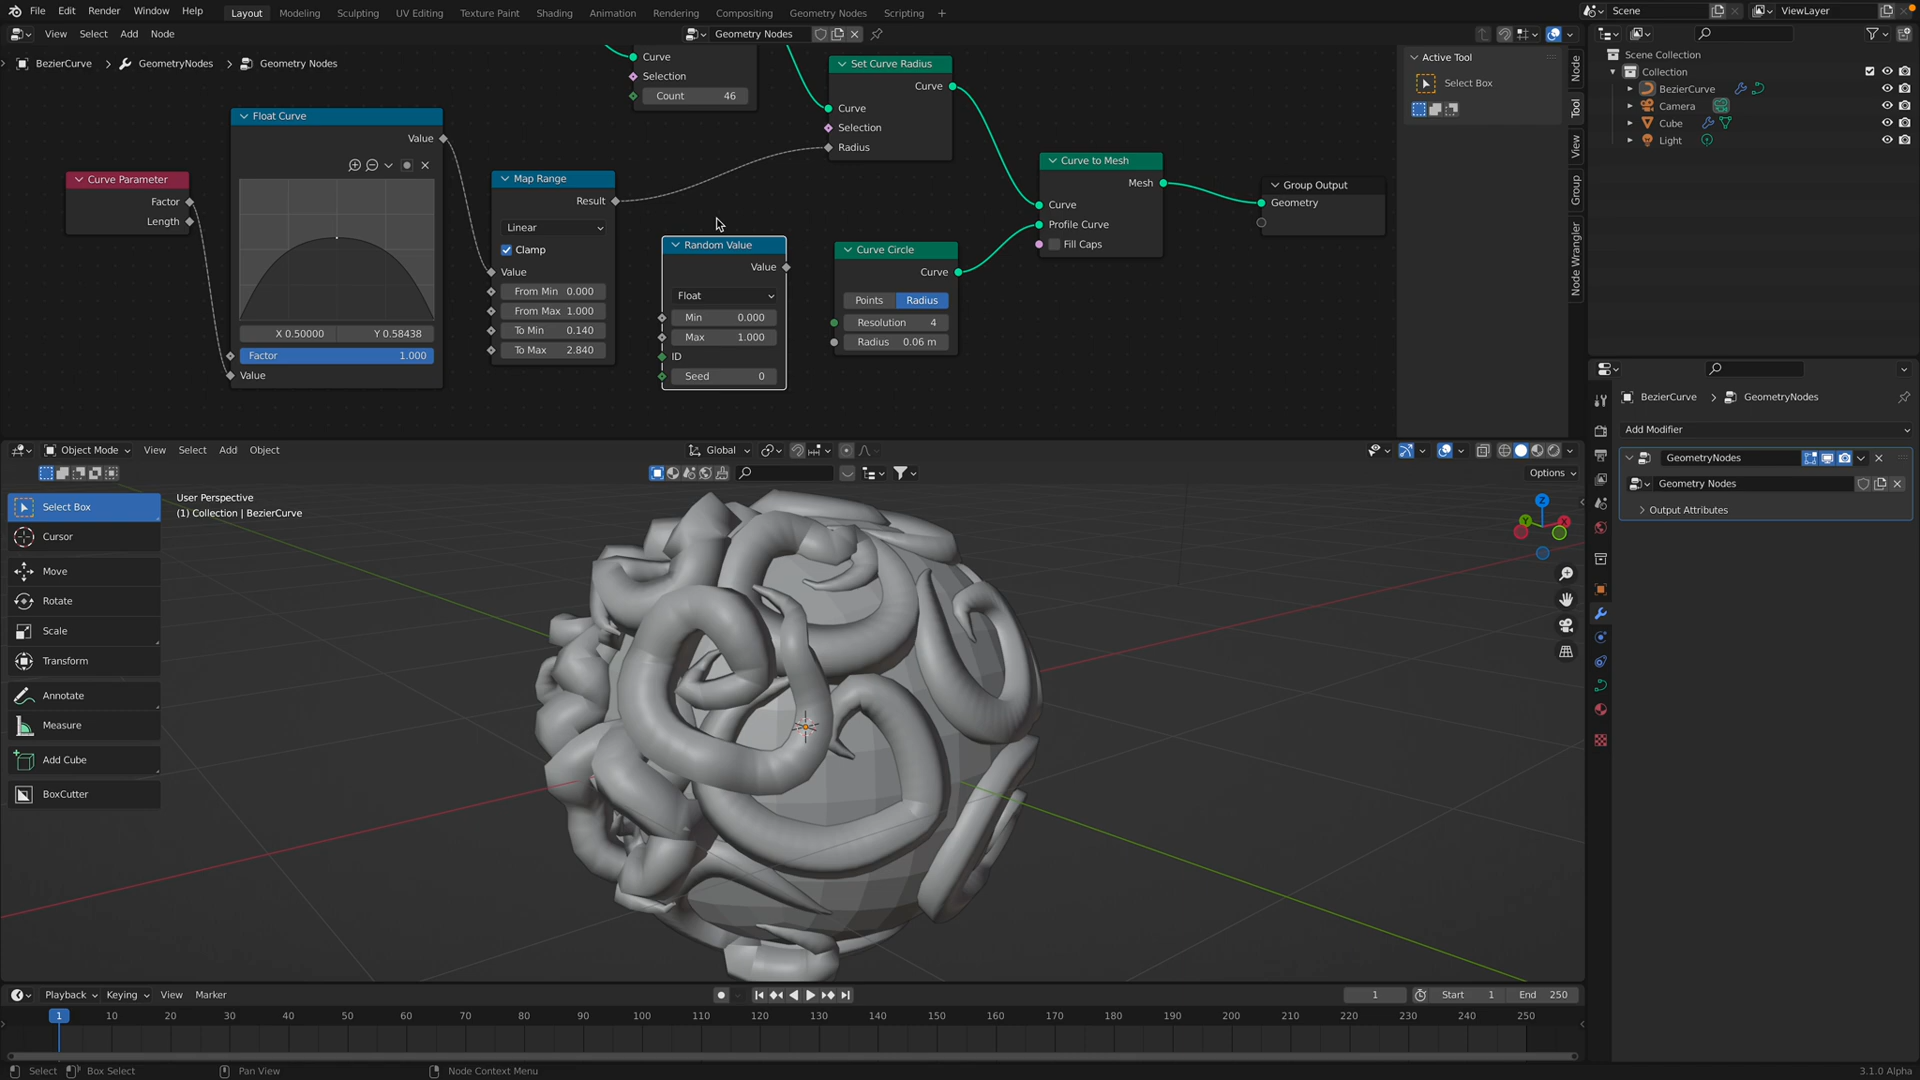 File Edit Render Window Help Layout Modeling Sculpting UV Editing Texture Paint Shading Animation Rendering Compositing Geometry Nodes Scripting + Scene ViewLayer
View Select Add Node Geometry Nodes
BezierCurve > GeometryNodes > Geometry Nodes
Curve
Selection
Count 46
Set Curve Radius
Curve
Curve
Selection
Radius
Float Curve
Value
X 0.50000 Y 0.58438
Factor 1.000
Value
Curve Parameter
Factor
Length
Map Range
Result
Linear
Clamp
Value
From Min 0.000
From Max 1.000
To Min 0.140
To Max 2.840
Random Value
Value
Float
Min 0.000
Max 1.000
ID
Seed 0
Curve Circle
Curve
Points Radius
Resolution 4
Radius 0.06 m
Curve to Mesh
Mesh
Curve
Profile Curve
Fill Caps
Group Output
Geometry
Active Tool
Select Box
Node
Tool
View
Group
Node Wrangler
Scene Collection
Collection
BezierCurve
Camera
Cube
Light
BezierCurve > GeometryNodes
Add Modifier
GeometryNodes
Geometry Nodes
Output Attributes
Object Mode View Select Add Object Global
Options
Select Box
Cursor
Move
Rotate
Scale
Transform
Annotate
Measure
Add Cube
BoxCutter
User Perspective
(1) Collection | BezierCurve
Z
Y
X
Playback Keying View Marker 1 Start 1 End 250
1 10 20 30 40 50 60 70 80 90 100 110 120 130 140 150 160 170 180 190 200 210 220 230 240 250
Select Box Select Pan View Node Context Menu 3.1.0 Alpha